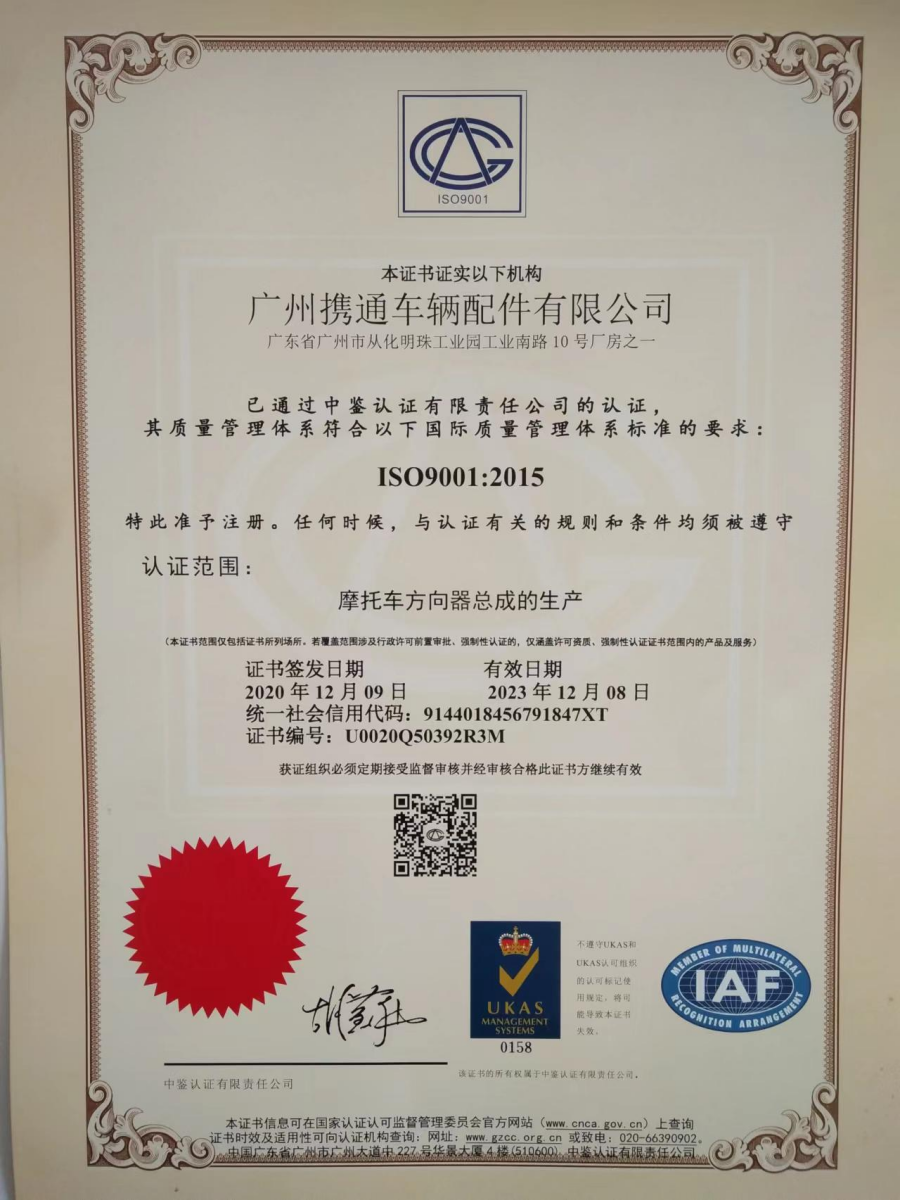 ISO9001
本证书证实以下机构
广州携通车辆配件有限公司
广东省广州市从化明珠工业园工业南路 10 号厂房之一
已通过中鉴认证有限责任公司的认证，
其质量管理体系符合以下国际质量管理体系标准的要求：
ISO9001:2015
特此准予注册。任何时候，与认证有关的规则和条件均须被遵守
认证范围：
摩托车方向器总成的生产
（本证书范围仅包括证书所列场所。若覆盖范围涉及行政许可前置审批、强制性认证的，仅涵盖许可资质、强制性认证证书范围内的产品及服务）
证书签发日期 有效日期
2020 年 12 月 09 日 2023 年 12 月 08 日
统一社会信用代码：9144018456791847XT
证书编号：U0020Q50392R3M
获证组织必须定期接受监督审核并经审核合格此证书方继续有效
UKAS
MANAGEMENT
SYSTEMS
0158
不遵守UKAS和
UKAS认可组织
的认可标记使
用规定，将可
能导致本证书
失效。
MEMBER OF MULTILATERAL
IAF
RECOGNITION ARRANGEMENT
中鉴认证有限责任公司
该证书的所有权属于中鉴认证有限责任公司。
本证书信息可在国家认证认可监督管理委员会官方网站（www.cnca.gov.cn）上查询
证书时效及适用性可向认证机构查询：网址：www.gzcc.org.cn 或致电：020-66390902。
中国广东省广州市广州大道中 227 号华景大厦 4 楼(510600) 中鉴认证有限责任公司